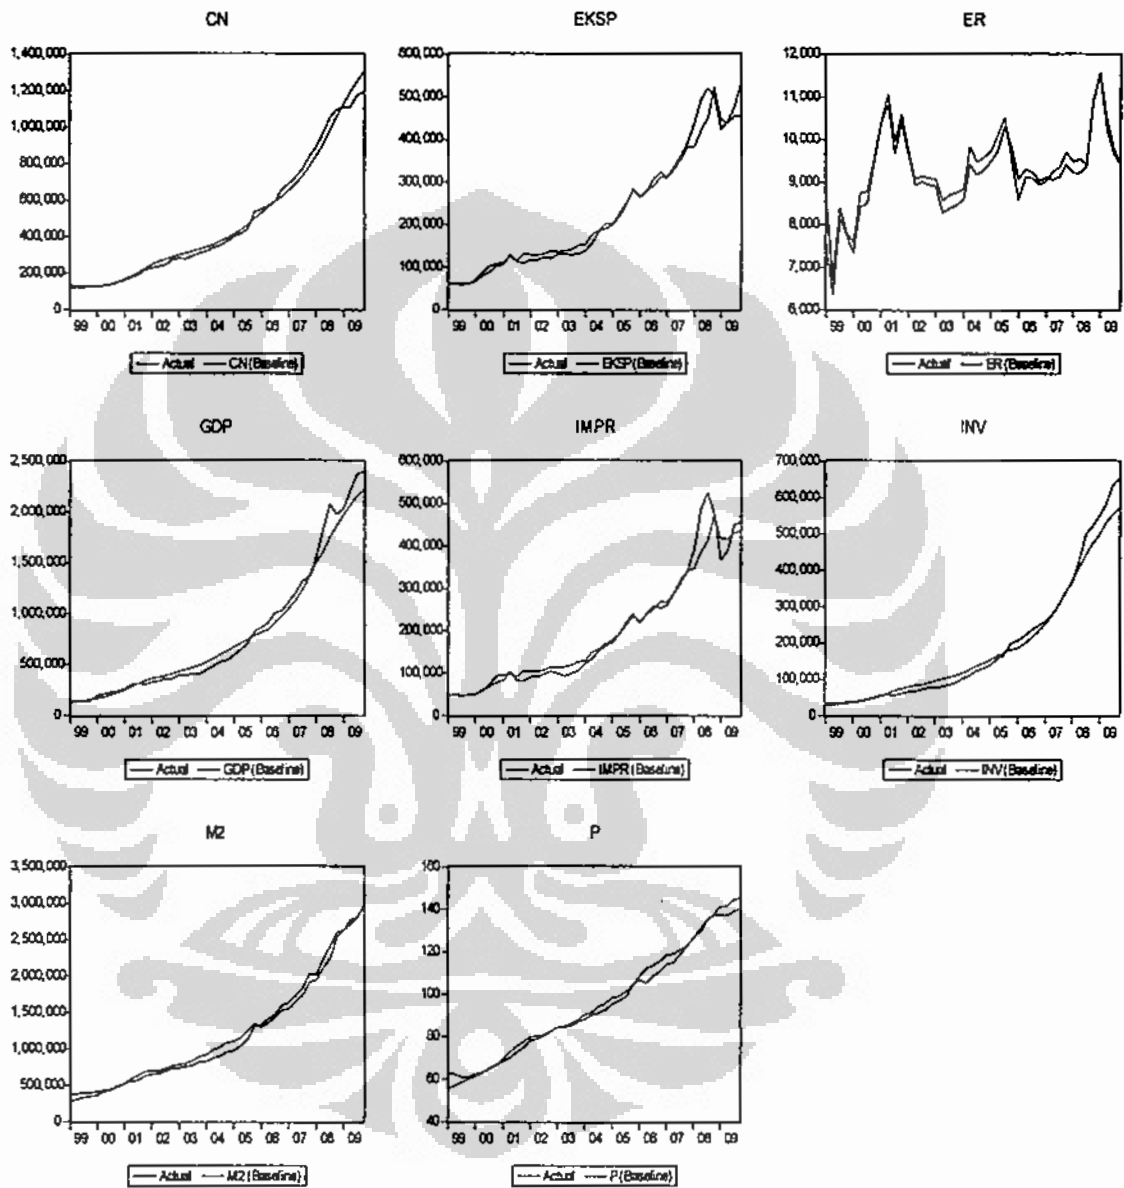 CN EKSP ER
1,400,000 600,000 12,000
1,200,000 500,000 11,000
1,000,000 400,000 10,000
800,000 300,000 9,000
600,000 200,000 8,000
400,000 100,000 7,000
200,000 0 6,000
0
99 00 01 02 03 04 05 06 07 08 09 99 00 01 02 03 04 05 06 07 08 09 99 00 01 02 03 04 05 06 07 08 09
Actual CN (Baseline) Actual EKSP (Baseline) Actual ER (Baseline)
GDP IMPR INV
2,500,000 600,000 700,000
2,000,000 500,000 600,000
1,500,000 400,000 500,000
1,000,000 300,000 400,000
500,000 200,000 300,000
0 100,000 200,000
0 100,000
0
99 00 01 02 03 04 05 06 07 08 09 99 00 01 02 03 04 05 06 07 08 09 99 00 01 02 03 04 05 06 07 08 09
Actual GDP (Baseline) Actual IMPR (Baseline) Actual INV (Baseline)
M2 P
3,500,000 160
3,000,000 140
2,500,000 120
2,000,000 100
1,500,000 80
1,000,000 60
500,000 40
0
99 00 01 02 03 04 05 06 07 08 09 99 00 01 02 03 04 05 06 07 08 09
Actual M2 (Baseline) Actual P (Baseline)